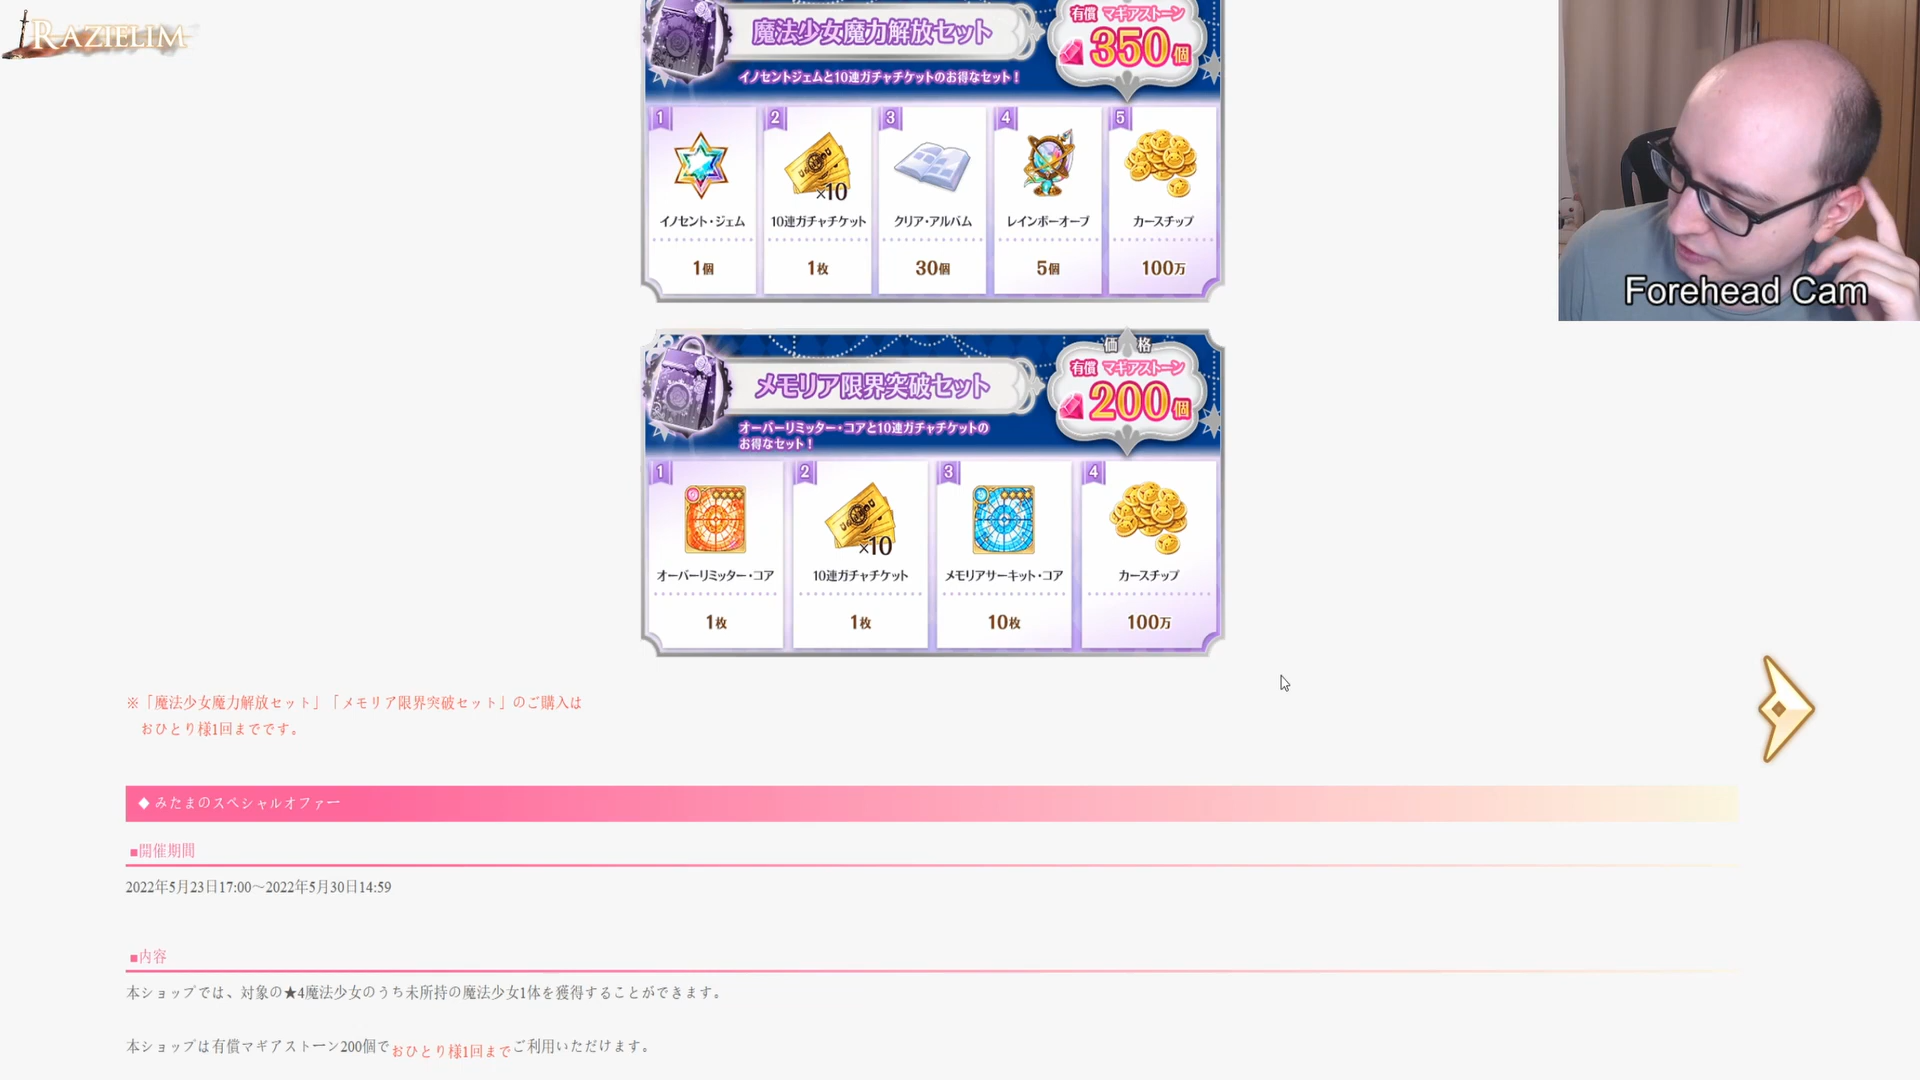 RAZIELIM
魔法少女魔力解放セット
有償 マギアストーン
350個
イノセントジェムと10連ガチャチケットのお得なセット!
1
2
3
4
5
×10
イノセント・ジェム
10連ガチャチケット
クリア・アルバム
レインボーオーブ
カースチップ
1個
1枚
30個
5個
100万
Forehead Cam
価 格
メモリア限界突破セット
有償 マギアストーン
200個
オーバーリミッター・コアと10連ガチャチケットの
お得なセット!
1
2
3
4
×10
オーバーリミッター・コア
10連ガチャチケット
メモリアサーキット・コア
カースチップ
1枚
1枚
10枚
100万
※「魔法少女魔力解放セット」「メモリア限界突破セット」のご購入は
おひとり様1回までです。
◆ みたまのスペシャルオファー
■開催期間
2022年5月23日17:00～2022年5月30日14:59
■内容
本ショップでは、対象の★4魔法少女のうち未所持の魔法少女1体を獲得することができます。
本ショップは有償マギアストーン200個でおひとり様1回までご利用いただけます。